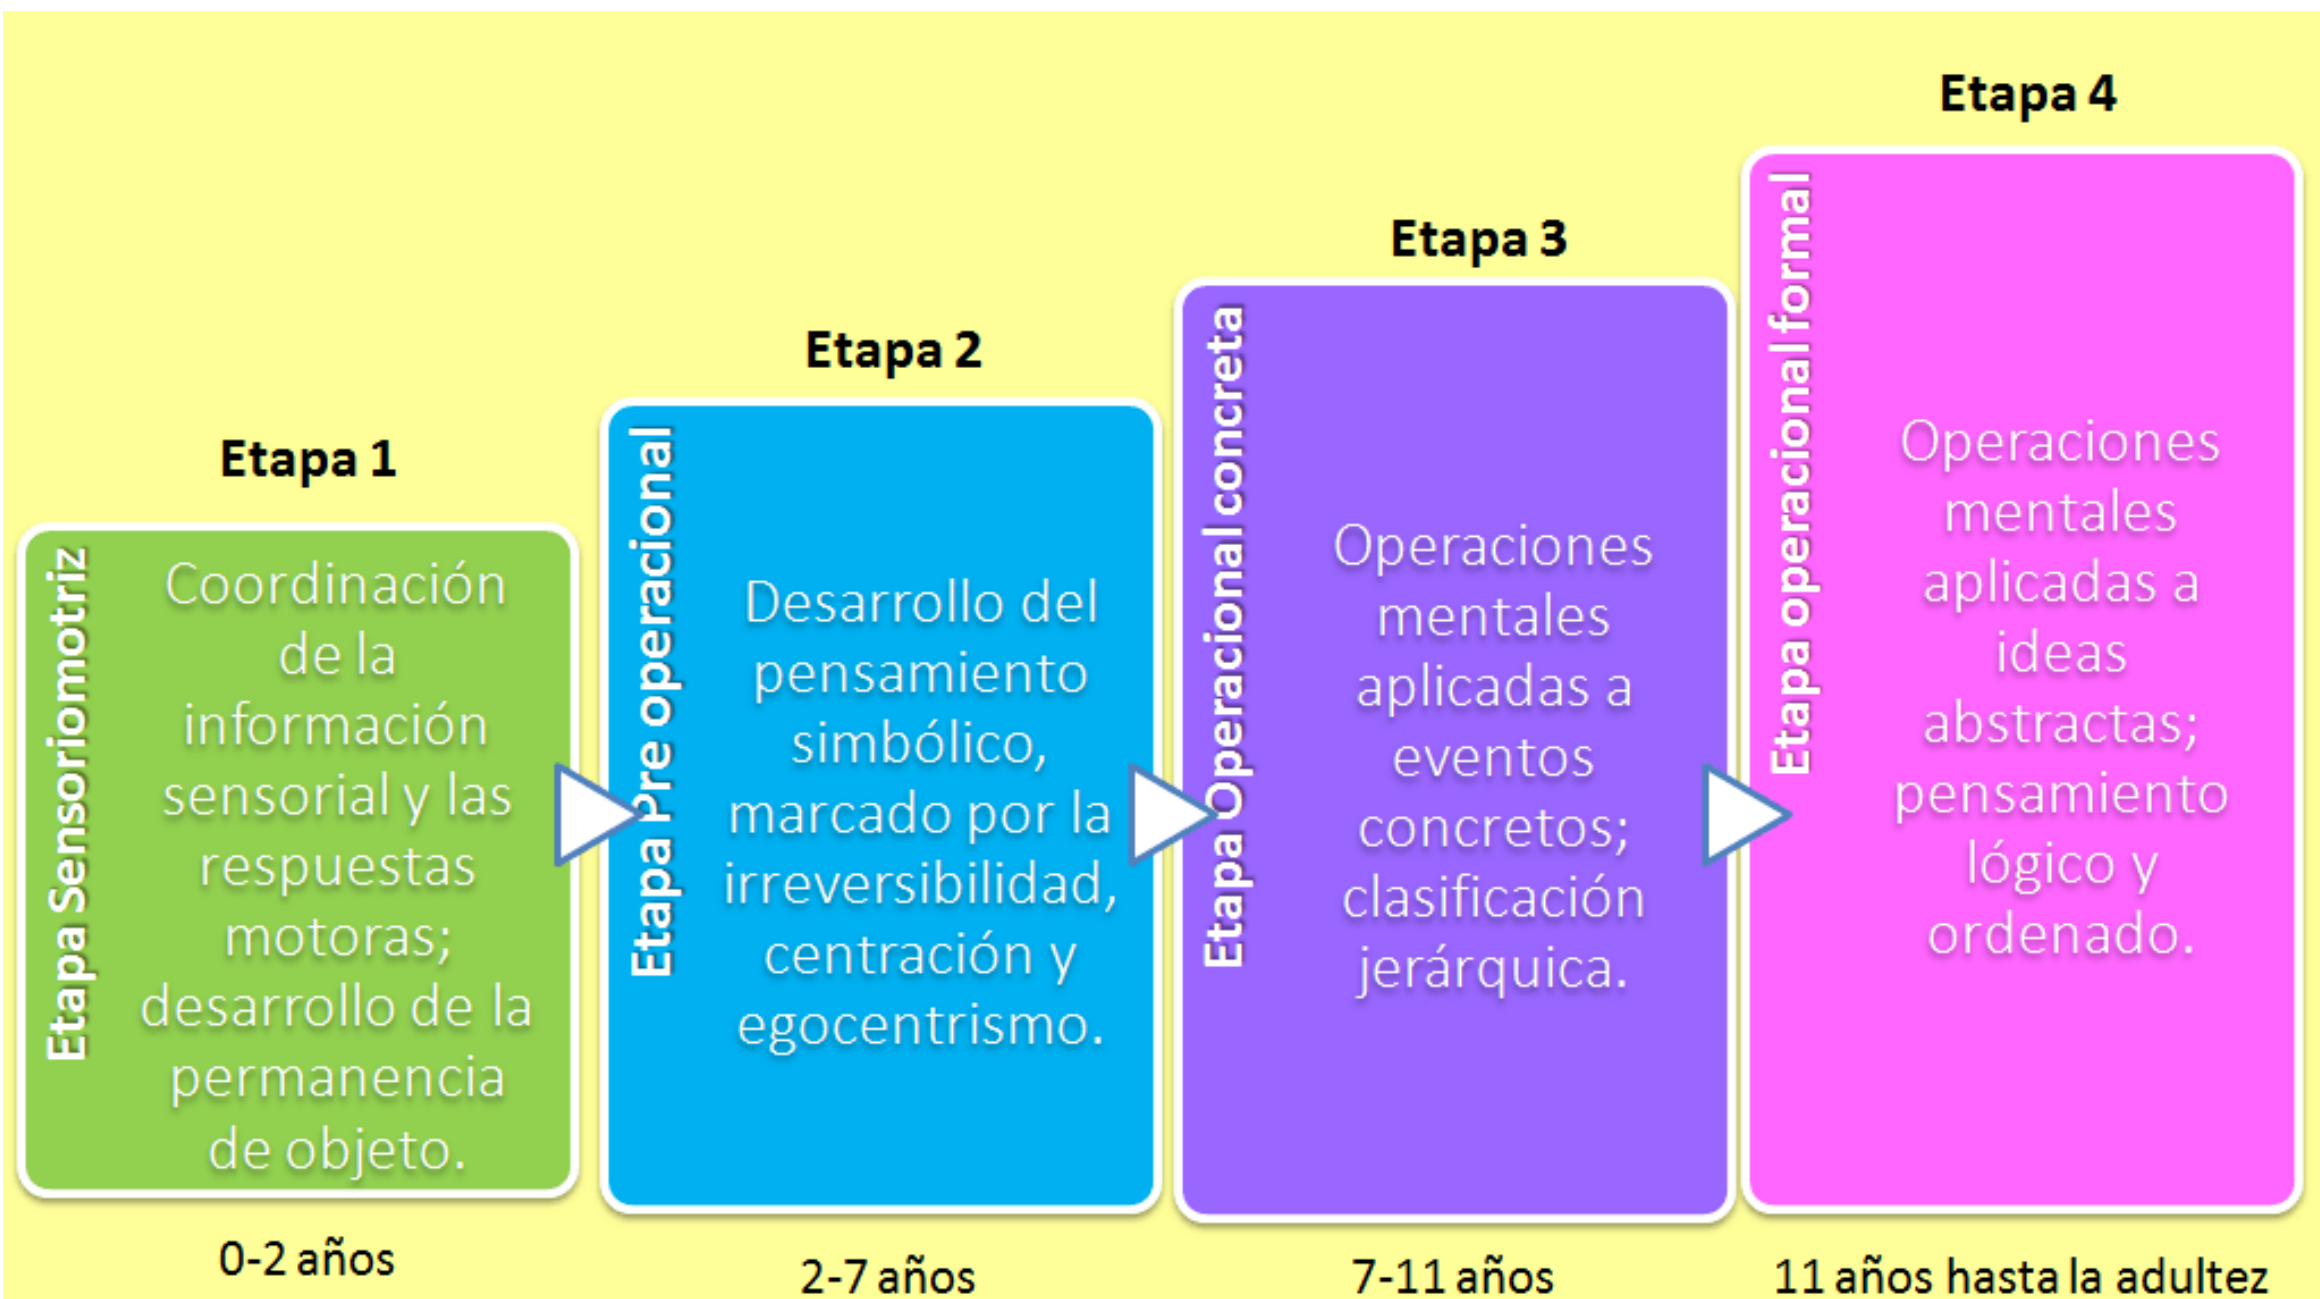 Etapa 1
Etapa Sensoriomotriz
Coordinación
de la
información
sensorial y las
respuestas
motoras;
desarrollo de la
permanencia
de objeto.
0-2 años
Etapa 2
Etapa Pre operacional
Desarrollo del
pensamiento
simbólico,
marcado por la
irreversibilidad,
centración y
egocentrismo.
2-7 años
Etapa 3
Etapa Operacional concreta
Operaciones
mentales
aplicadas a
eventos
concretos;
clasificación
jerárquica.
7-11 años
Etapa 4
Etapa operacional formal
Operaciones
mentales
aplicadas a
ideas
abstractas;
pensamiento
lógico y
ordenado.
11 años hasta la adultez